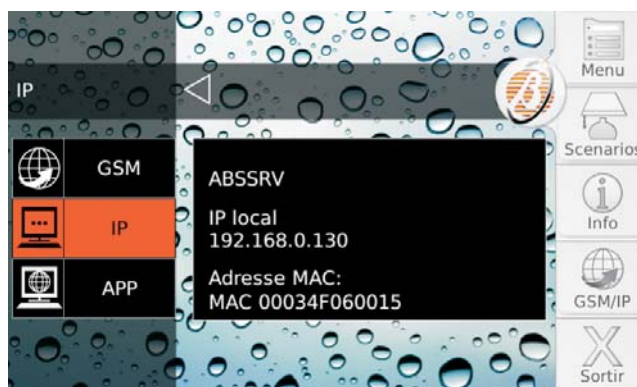 IP
GSM
IP
APP
ABSSRV
IP local
192.168.0.130
Adresse MAC:
MAC 00034F060015
Menu
Scenarios
Info
GSM/IP
Sortir